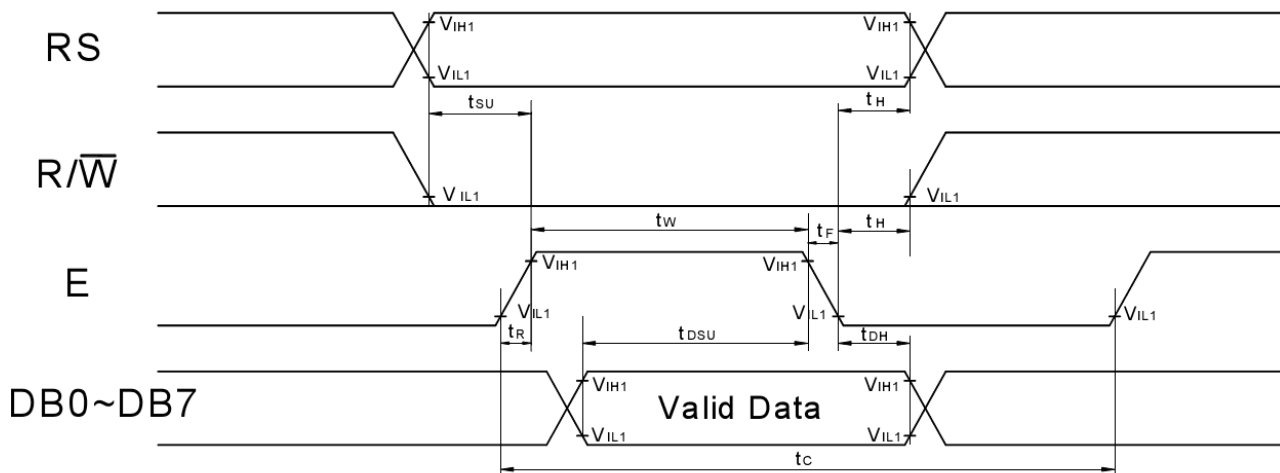 RS
VIH1 VIH1
VIL1 VIL1
tSU tH
R/W̅
VIL1 VIL1
tW tF tH
E
VIH1 VIH1
VIL1 VIL1 VIL1
tR tDSU tDH
DB0~DB7
VIH1 VIH1
Valid Data
VIL1 VIL1
tC